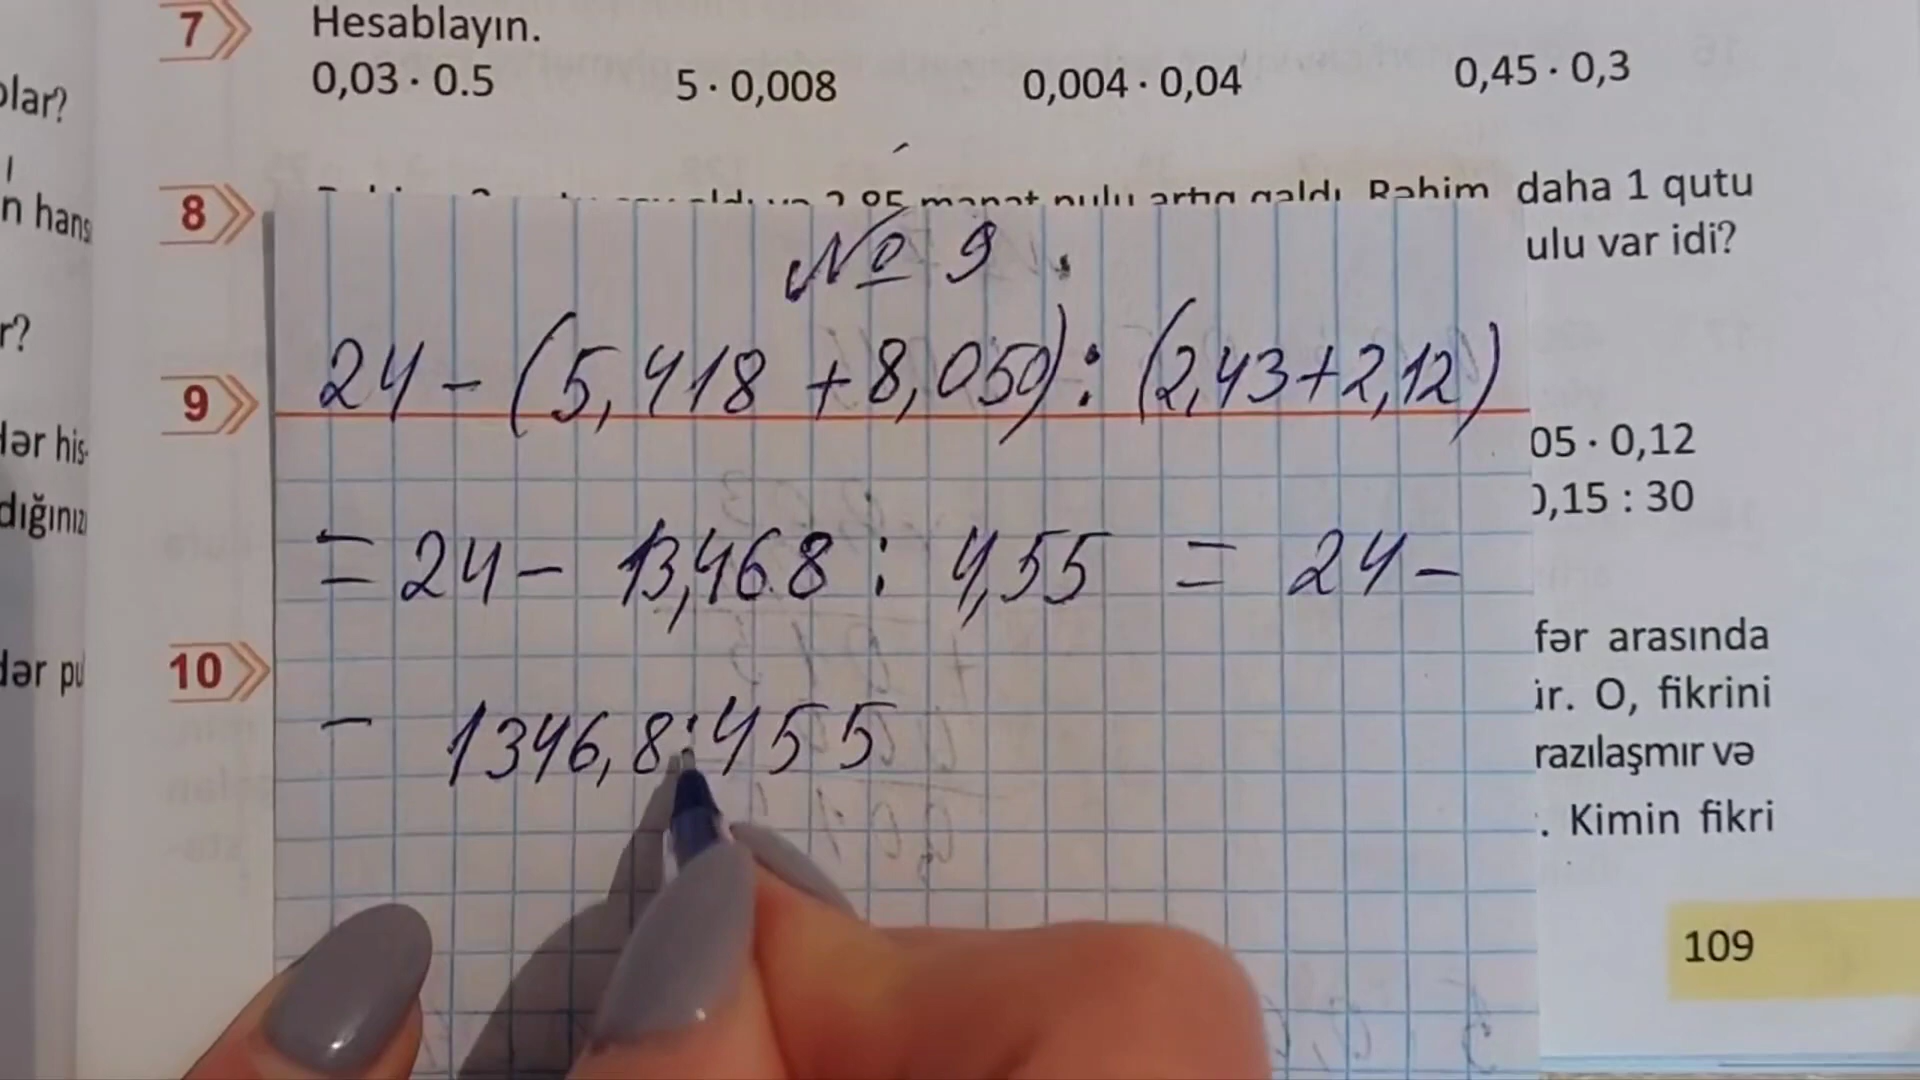 7 Hesablayın.
0,03 · 0.5 5 · 0,008 0,004 · 0,04 0,45 · 0,3
8 daha 1 qutu
ulu var idi?
№ 9.
24 - (5,418 + 8,050) : (2,43 + 2,12)
9
05 · 0,12
0,15 : 30
= 24 - 13,468 : 4,55 = 24 -
10 fər arasında
ir. O, fikrini
- 1346,8 : 455
razılaşmır və
. Kimin fikri
109
olar?
n hans
r?
lər his-
dığınız
dər pu